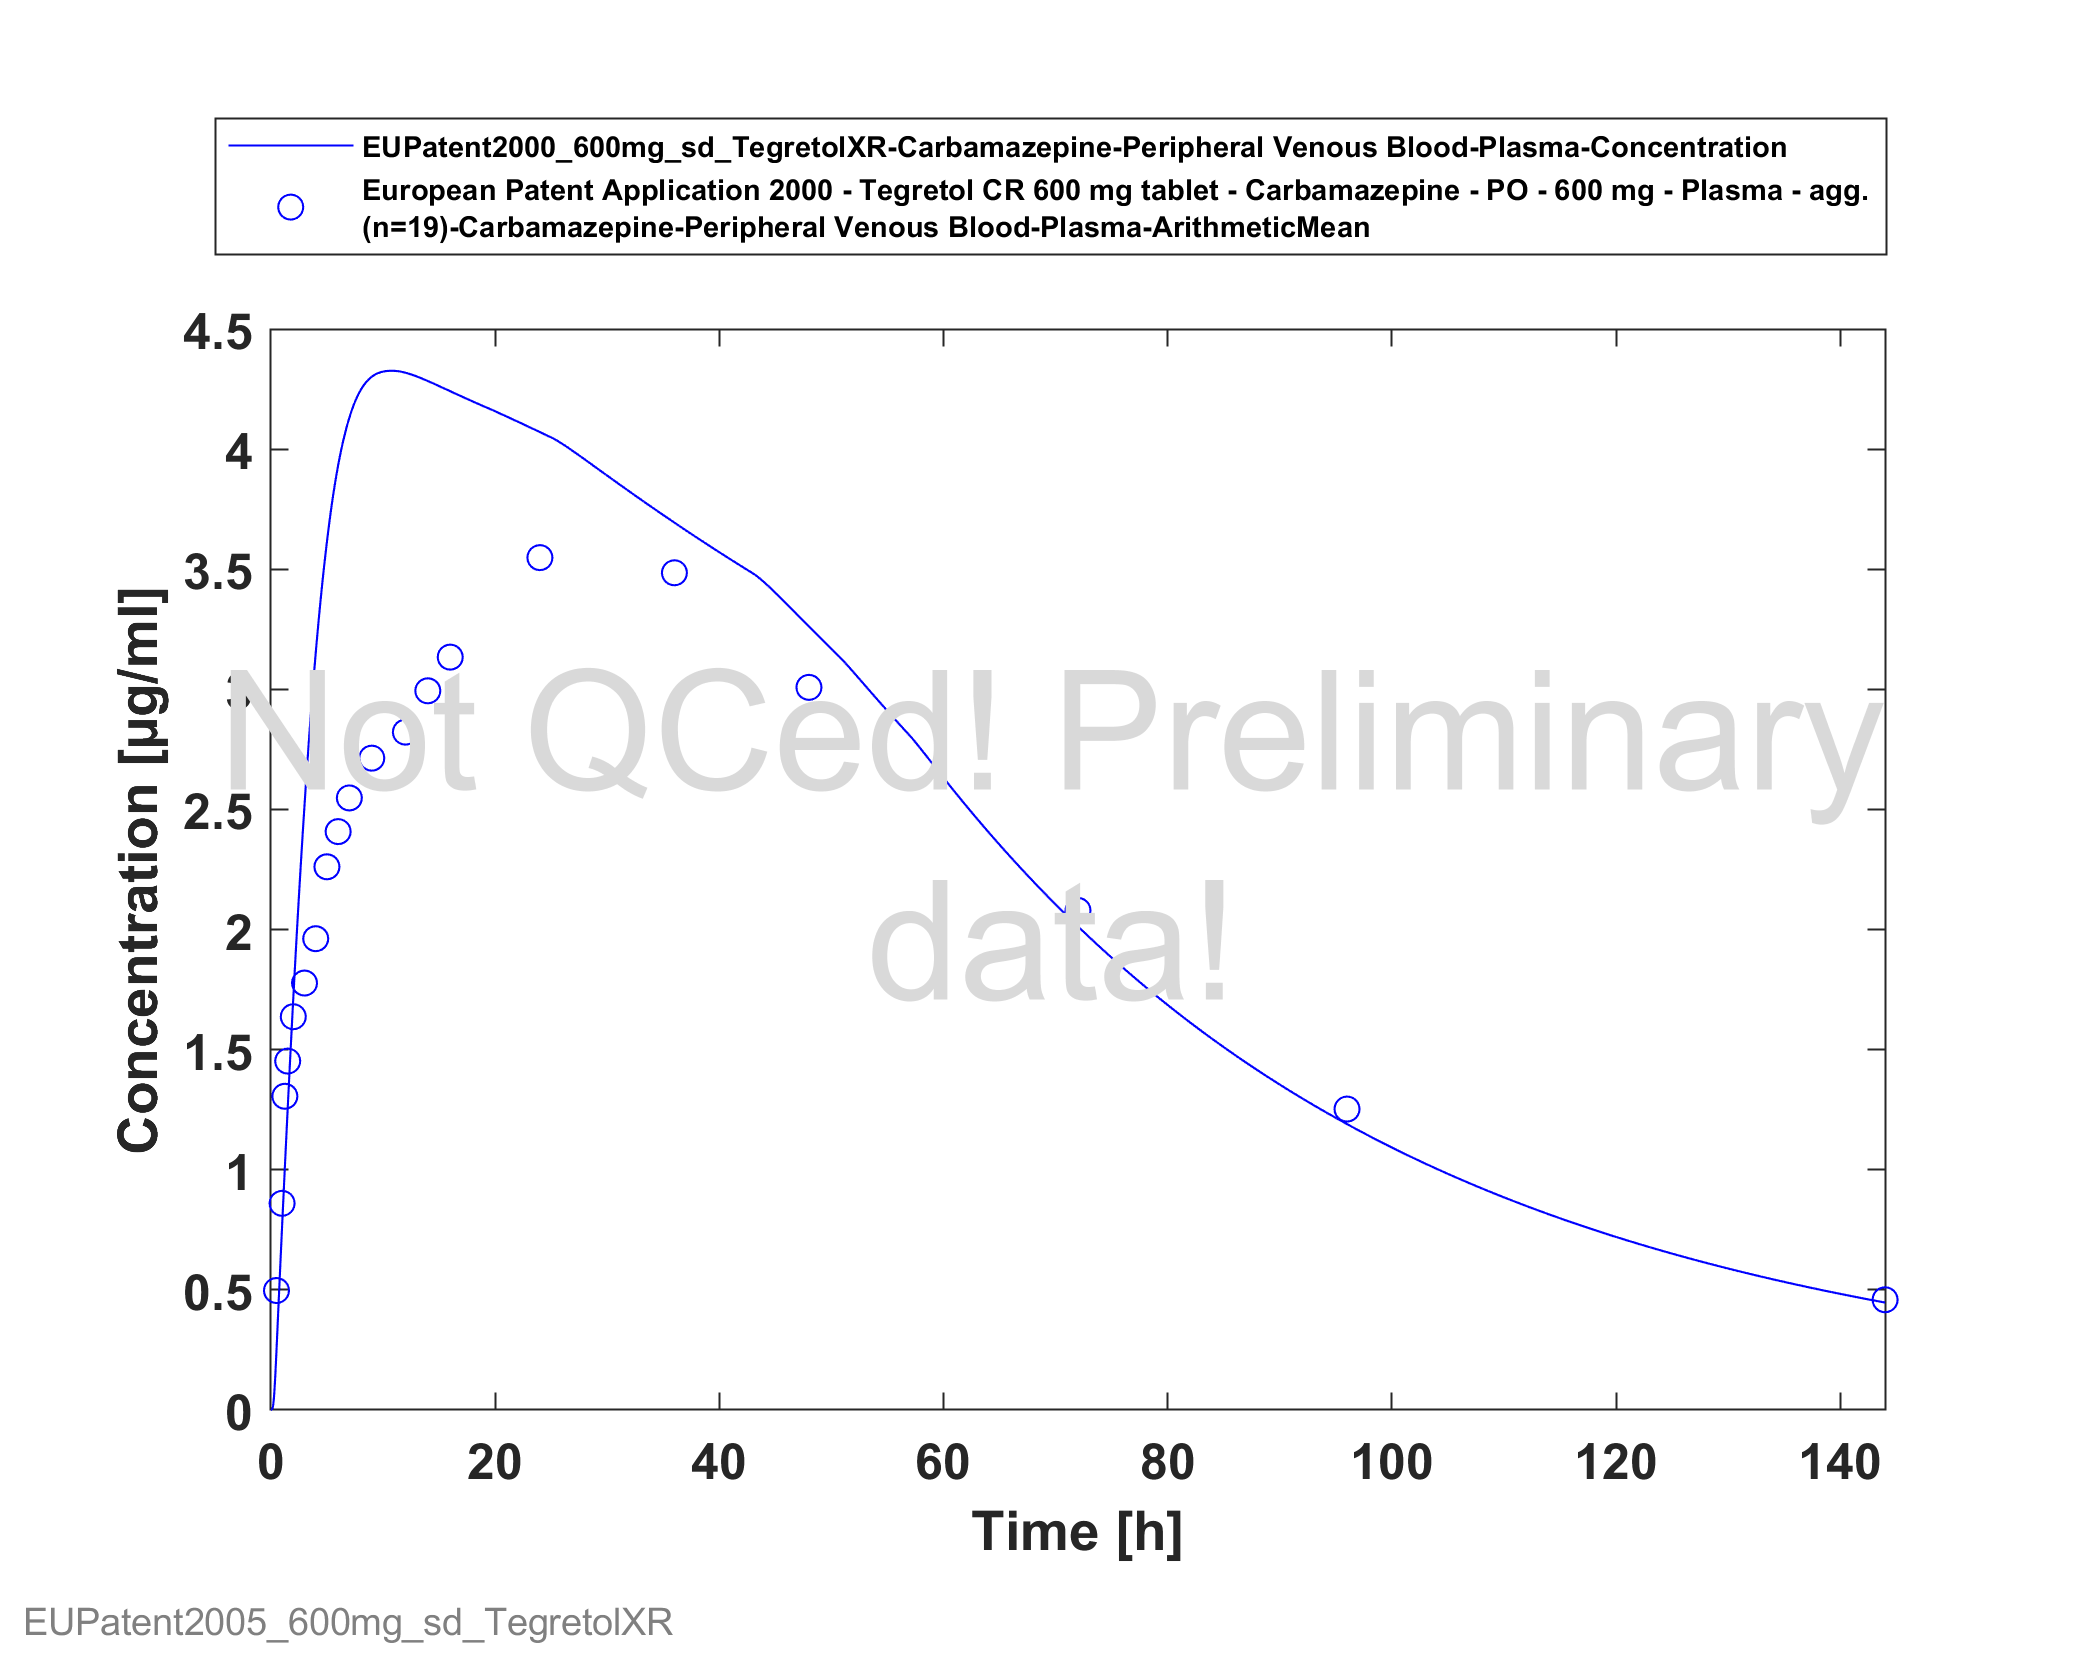 EUPatent2000_600mg_sd_TegretolXR-Carbamazepine-Peripheral Venous Blood-Plasma-Concentration
European Patent Application 2000 - Tegretol CR 600 mg tablet - Carbamazepine - PO - 600 mg - Plasma - agg.
(n=19)-Carbamazepine-Peripheral Venous Blood-Plasma-ArithmeticMean
4.5
4
3.5
3
2.5
2
1.5
1
0.5
0
Concentration [µg/ml]
Not QCed! Preliminary
data!
0 20 40 60 80 100 120 140
Time [h]
EUPatent2005_600mg_sd_TegretolXR